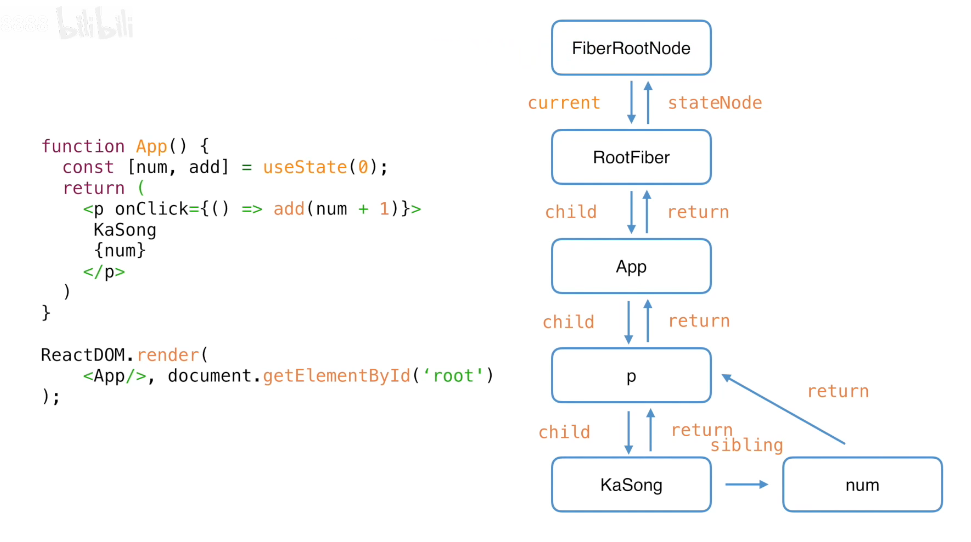 bilibili
function App() {
const [num, add] = useState(0);
return (
<p onClick={() => add(num + 1)}>
KaSong
{num}
</p>
)
}
ReactDOM.render(
<App/>, document.getElementById(‘root')
);
FiberRootNode
current
stateNode
RootFiber
child
return
App
child
return
p
child
return
sibling
return
KaSong
num